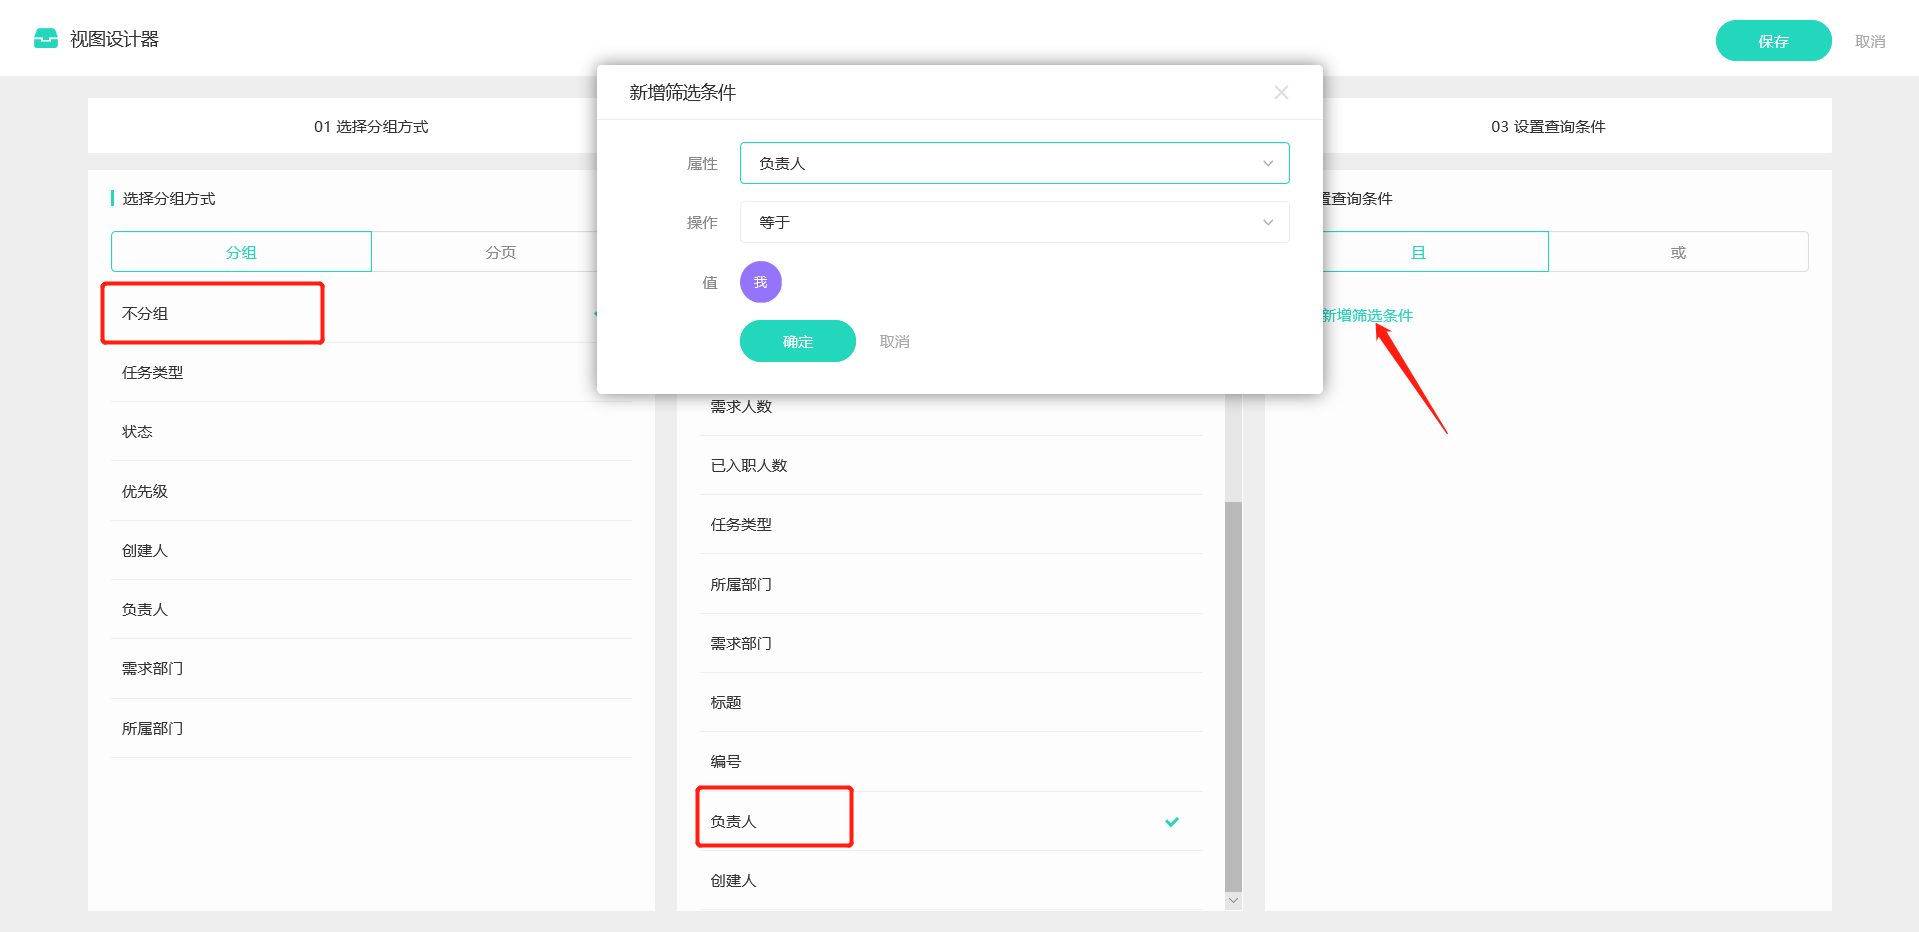 视图设计器
保存
取消
01 选择分组方式
03 设置查询条件
选择分组方式
分组
分页
不分组
任务类型
状态
优先级
创建人
负责人
需求部门
所属部门
新增筛选条件
属性
负责人
操作
等于
值
我
确定
取消
需求人数
已入职人数
任务类型
所属部门
需求部门
标题
编号
负责人
创建人
置查询条件
且
或
新增筛选条件